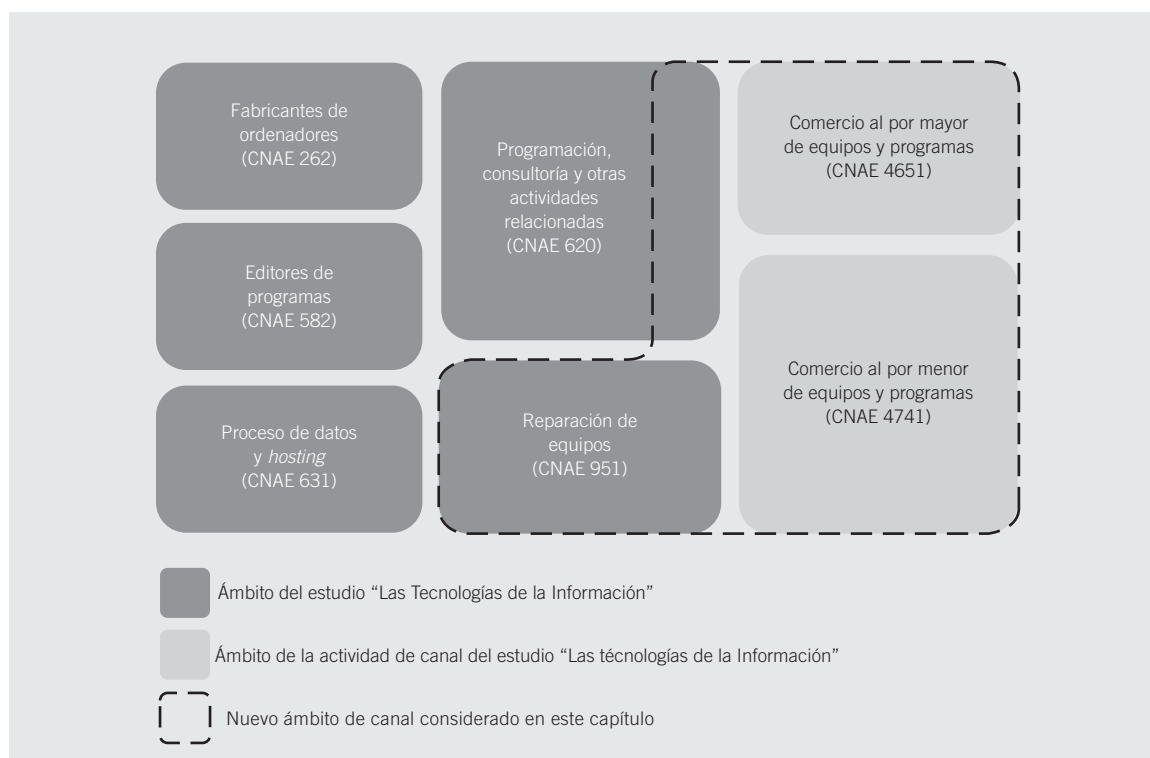 Fabricantes de
ordenadores
(CNAE 262)
Editores de
programas
(CNAE 582)
Proceso de datos
y hosting
(CNAE 631)
Programación,
consultoría y otras
actividades
relacionadas
(CNAE 620)
Reparación de
equipos
(CNAE 951)
Comercio al por mayor
de equipos y programas
(CNAE 4651)
Comercio al por menor
de equipos y programas
(CNAE 4741)
Ámbito del estudio “Las Tecnologías de la Información”
Ámbito de la actividad de canal del estudio “Las técnologías de la Información”
Nuevo ámbito de canal considerado en este capítulo